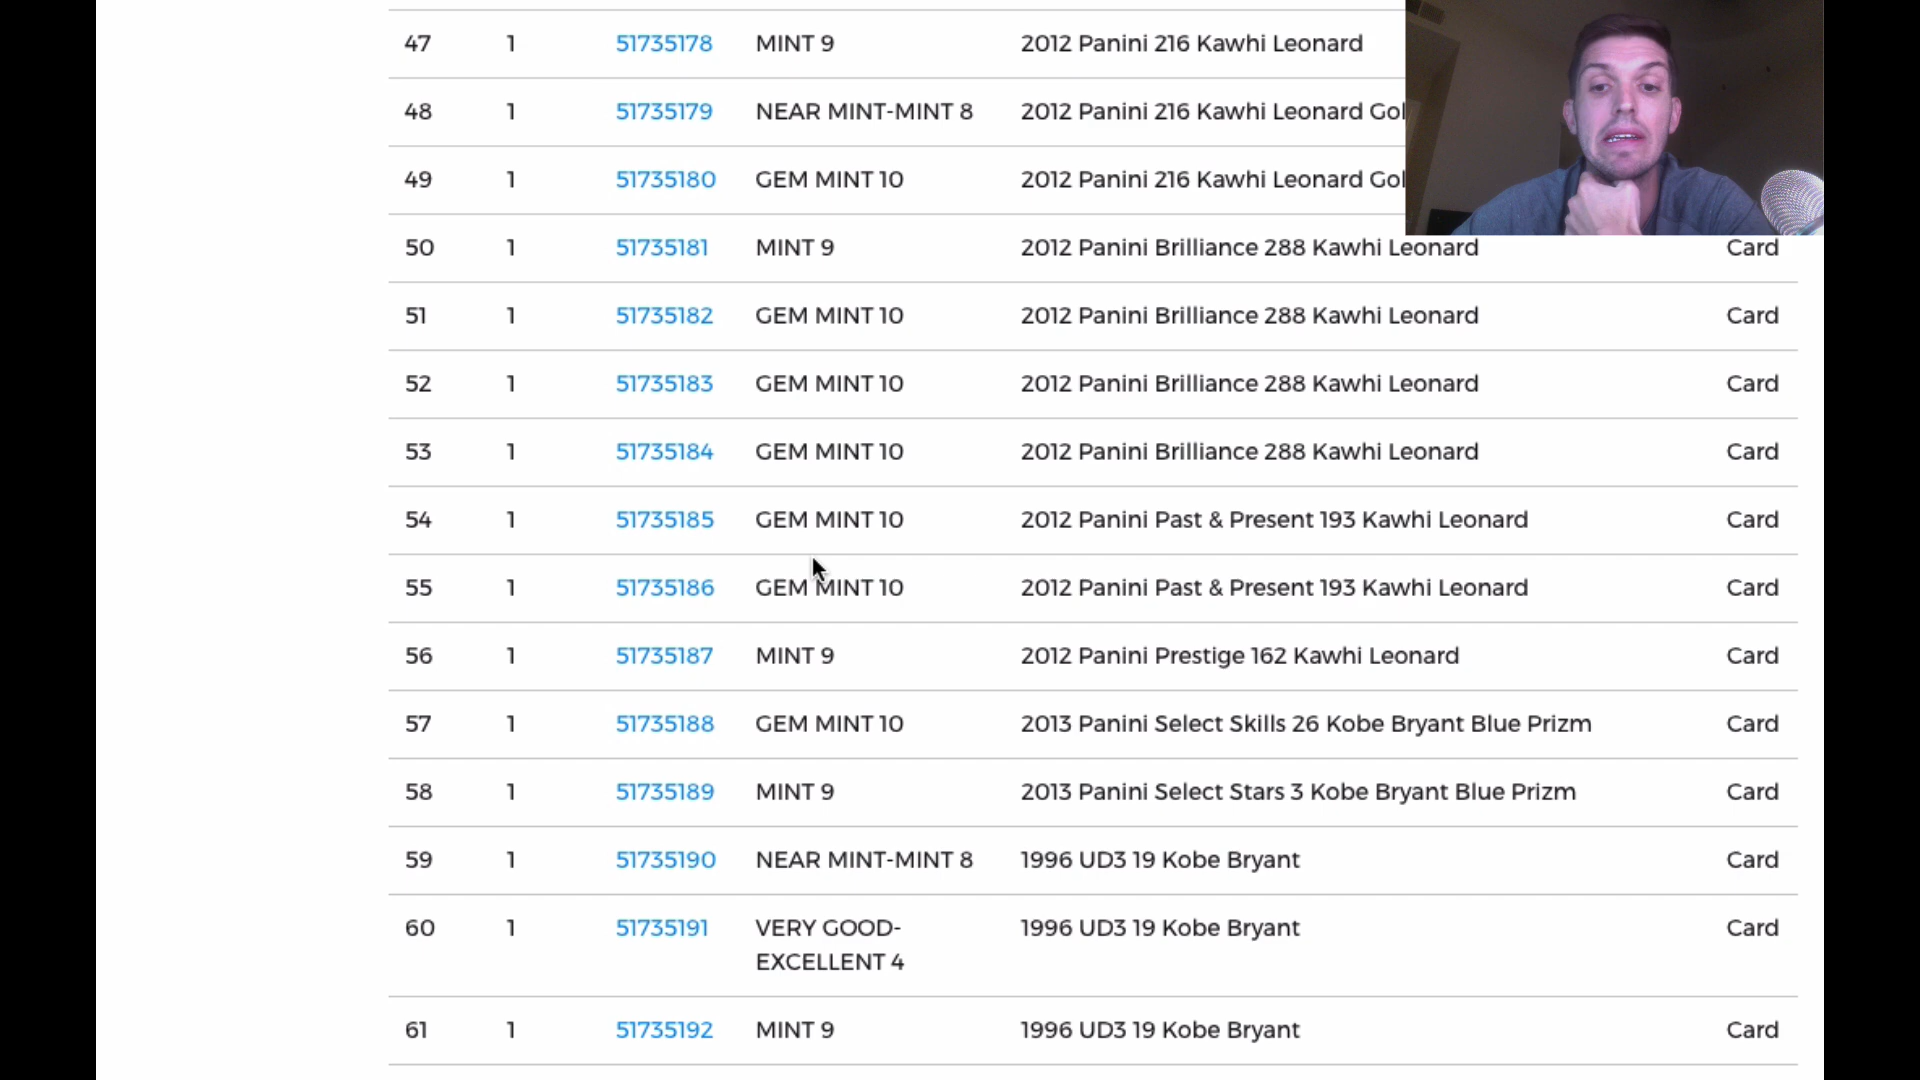 47 1 51735178 MINT 9 2012 Panini 216 Kawhi Leonard
48 1 51735179 NEAR MINT-MINT 8 2012 Panini 216 Kawhi Leonard Gol
49 1 51735180 GEM MINT 10 2012 Panini 216 Kawhi Leonard Gol
50 1 51735181 MINT 9 2012 Panini Brilliance 288 Kawhi Leonard Card
51 1 51735182 GEM MINT 10 2012 Panini Brilliance 288 Kawhi Leonard Card
52 1 51735183 GEM MINT 10 2012 Panini Brilliance 288 Kawhi Leonard Card
53 1 51735184 GEM MINT 10 2012 Panini Brilliance 288 Kawhi Leonard Card
54 1 51735185 GEM MINT 10 2012 Panini Past & Present 193 Kawhi Leonard Card
55 1 51735186 GEM MINT 10 2012 Panini Past & Present 193 Kawhi Leonard Card
56 1 51735187 MINT 9 2012 Panini Prestige 162 Kawhi Leonard Card
57 1 51735188 GEM MINT 10 2013 Panini Select Skills 26 Kobe Bryant Blue Prizm Card
58 1 51735189 MINT 9 2013 Panini Select Stars 3 Kobe Bryant Blue Prizm Card
59 1 51735190 NEAR MINT-MINT 8 1996 UD3 19 Kobe Bryant Card
60 1 51735191 VERY GOOD- 1996 UD3 19 Kobe Bryant Card
EXCELLENT 4
61 1 51735192 MINT 9 1996 UD3 19 Kobe Bryant Card